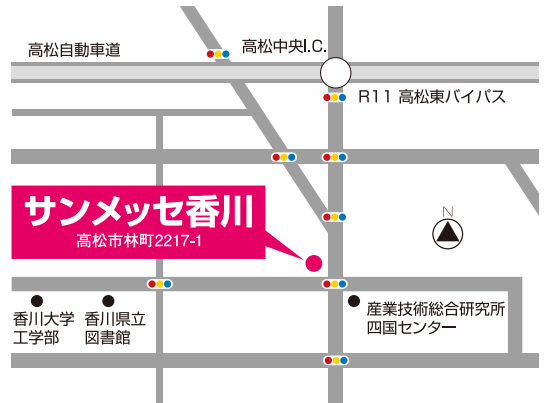 高松自動車道
高松中央I.C.
R11 高松東バイパス
サンメッセ香川
高松市林町2217-1
N
香川大学
工学部
香川県立
図書館
産業技術総合研究所
四国センター